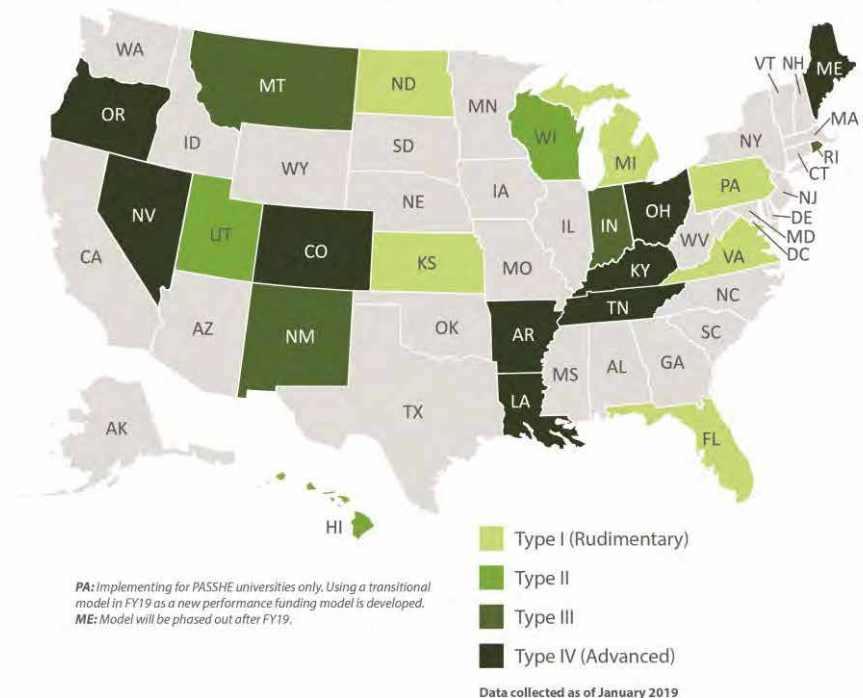 WA
MT
ND
MN
VT NH
ME
OR
ID
SD
WI
MI
NY
MA
RI
CT
WY
IA
PA
NJ
NE
DE
MD
DC
NV
UT
CO
IL
IN
OH
WV
VA
CA
KS
MO
KY
NC
AZ
NM
OK
AR
TN
SC
MS
AL
GA
TX
LA
AK
FL
HI
Type I (Rudimentary)
Type II
Type III
Type IV (Advanced)
PA: Implementing for PASSHE universities only. Using a transitional
model in FY19 as a new performance funding model is developed.
ME: Model will be phased out after FY19.
Data collected as of January 2019